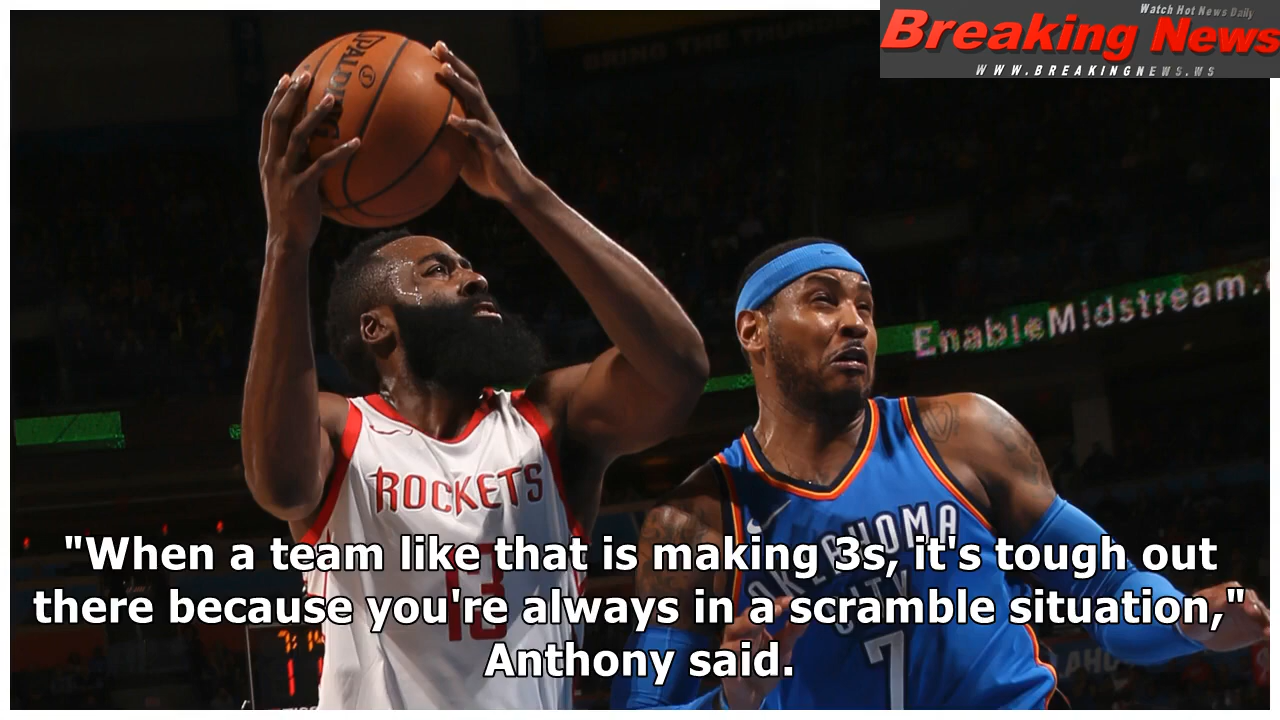 Watch Hot News Daily
Breaking News
WWW.BREAKINGNEWS.WS
SPALDING
EnableMidstream.
ROCKETS
13
OKLAHOMA
CITY
7
"When a team like that is making 3s, it's tough out
there because you're always in a scramble situation,"
Anthony said.